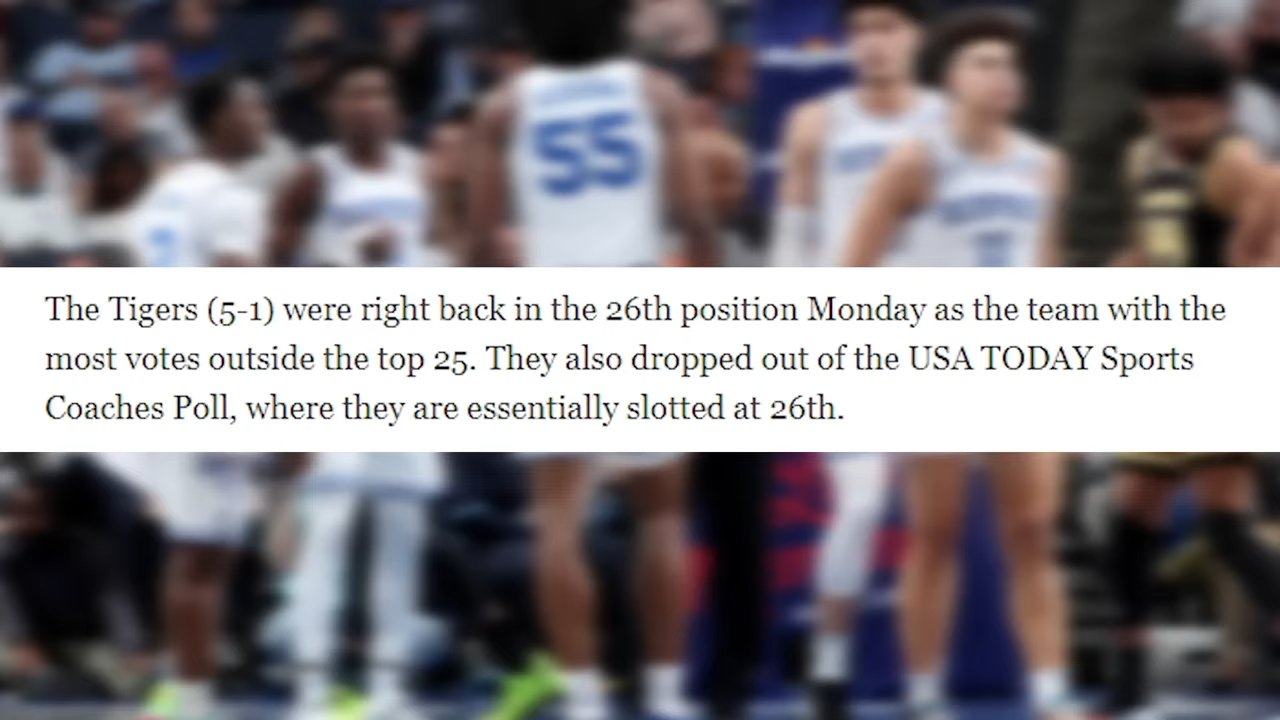 55
The Tigers (5-1) were right back in the 26th position Monday as the team with the
most votes outside the top 25. They also dropped out of the USA TODAY Sports
Coaches Poll, where they are essentially slotted at 26th.